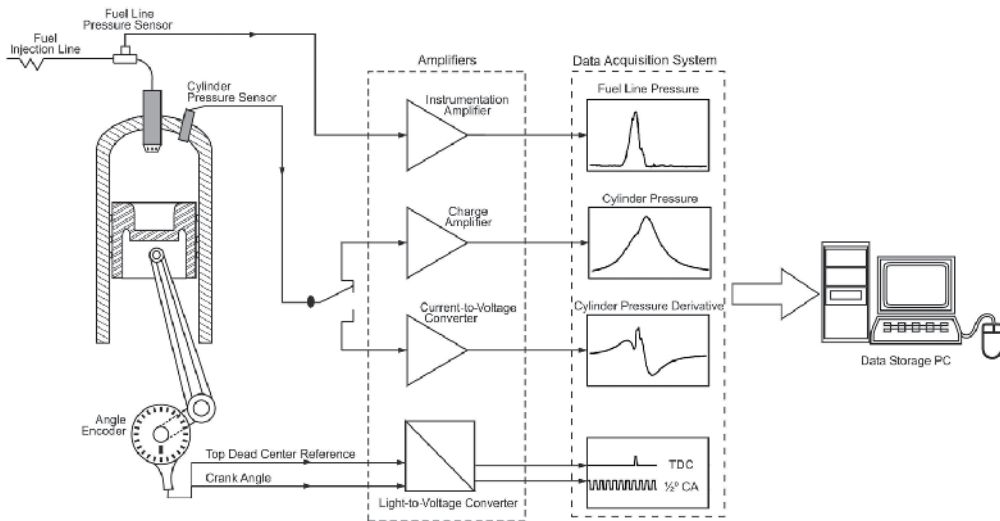 Fuel Line
Pressure Sensor
Fuel
Injection Line
Cylinder
Pressure Sensor
Angle
Encoder
Top Dead Center Reference
Crank Angle
Amplifiers
Instrumentation
Amplifier
Charge
Amplifier
Current-to-Voltage
Converter
Light-to-Voltage Converter
Data Acquisition System
Fuel Line Pressure
Cylinder Pressure
Cylinder Pressure Derivative
TDC
½º CA
Data Storage PC